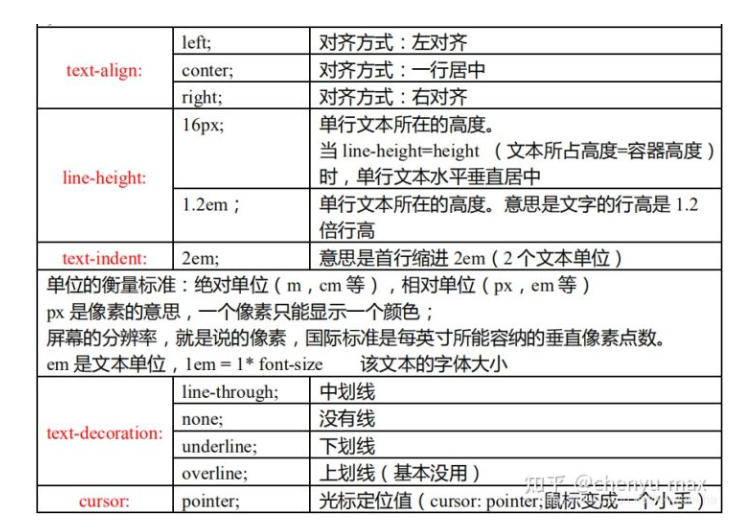 text-align:
left;
对齐方式：左对齐
conter;
对齐方式：一行居中
right;
对齐方式：右对齐
line-height:
16px;
单行文本所在的高度。
当 line-height=height （文本所占高度=容器高度）
时，单行文本水平垂直居中
1.2em；
单行文本所在的高度。意思是文字的行高是 1.2
倍行高
text-indent:
2em;
意思是首行缩进 2em（2 个文本单位）
单位的衡量标准：绝对单位（m，cm 等），相对单位（px，em 等）
px 是像素的意思，一个像素只能显示一个颜色；
屏幕的分辨率，就是说的像素，国际标准是每英寸所能容纳的垂直像素点数。
em 是文本单位，1em = 1* font-size 该文本的字体大小
text-decoration:
line-through;
中划线
none;
没有线
underline;
下划线
overline;
上划线（基本没用）
cursor:
pointer;
光标定位值（cursor: pointer;鼠标变成一个小手）
知乎 @chenyu_max